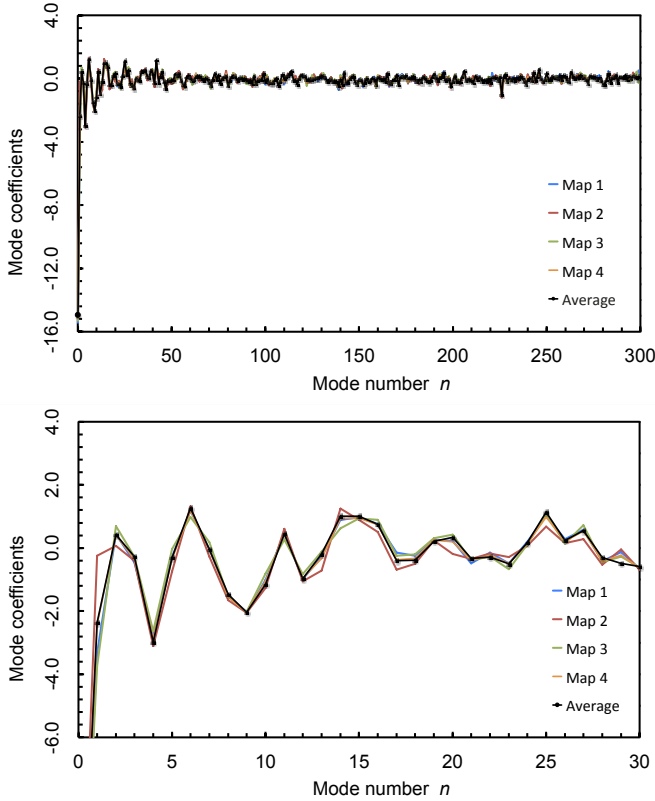 4.0
0.0
-4.0
-8.0
-12.0
-16.0
Mode coefficients
Map 1
Map 2
Map 3
Map 4
Average
0 50 100 150 200 250 300
Mode number n
4.0
2.0
0.0
-2.0
-4.0
-6.0
Mode coefficients
Map 1
Map 2
Map 3
Map 4
Average
0 5 10 15 20 25 30
Mode number n